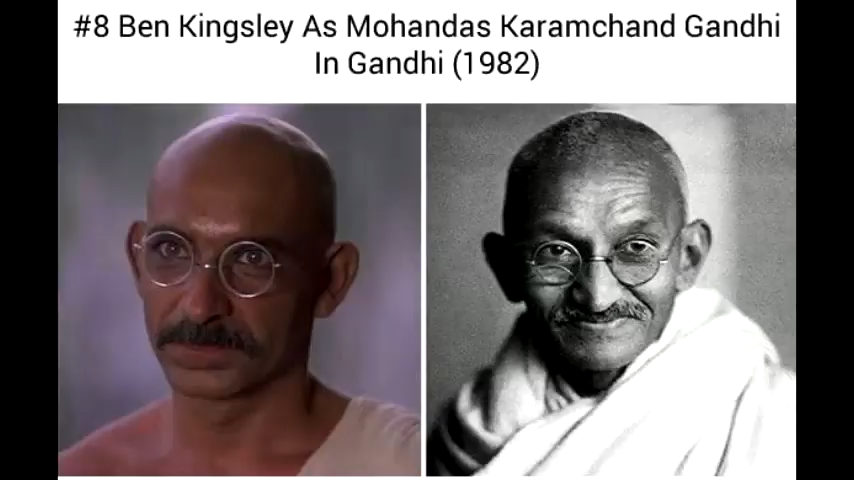 #8 Ben Kingsley As Mohandas Karamchand Gandhi
In Gandhi (1982)